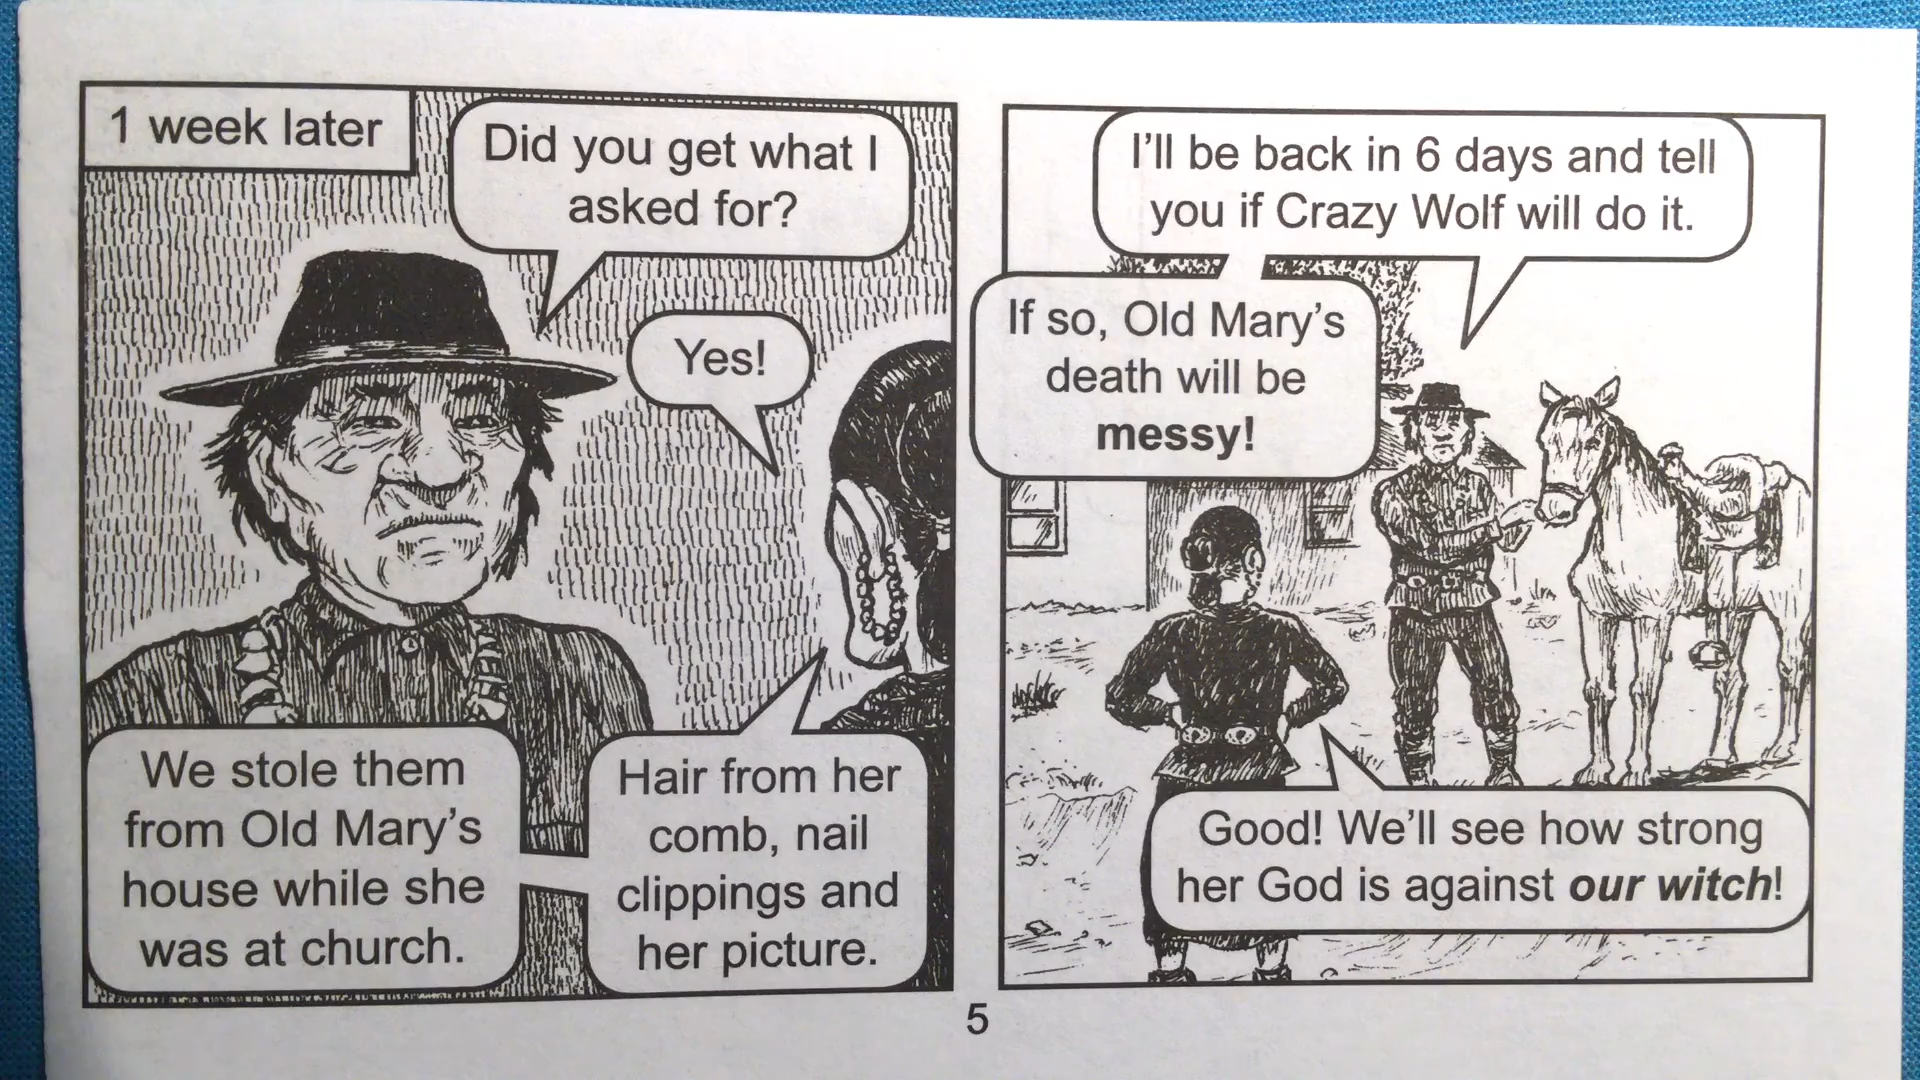 1 week later
Did you get what I
asked for?
Yes!
Hair from her
comb, nail
clippings and
her picture.
We stole them
from Old Mary's
house while she
was at church.
I'll be back in 6 days and tell
you if Crazy Wolf will do it.
If so, Old Mary's
death will be
messy!
Good! We'll see how strong
her God is against our witch!
5